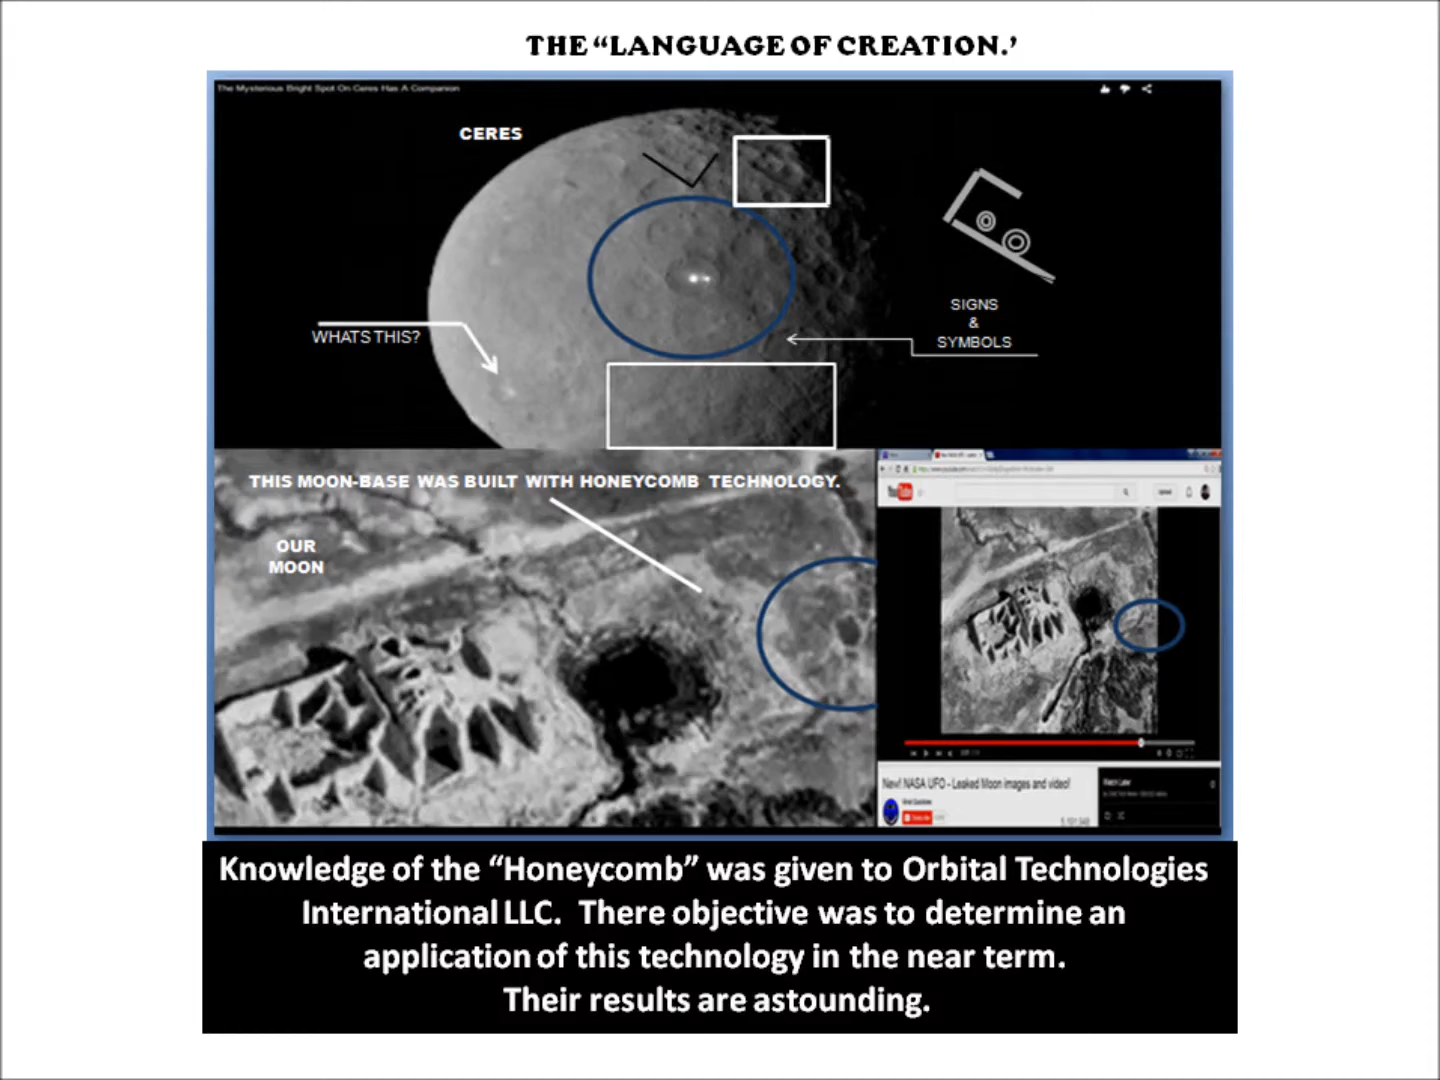 THE “LANGUAGE OF CREATION.’
The Mysterious Bright Spot On Ceres Has A Companion
CERES
WHATS THIS?
SIGNS
&
SYMBOLS
THIS MOON-BASE WAS BUILT WITH HONEYCOMB TECHNOLOGY.
OUR
MOON
YouTube
New! NASA UFO - Leaked Moon images and video!
Knowledge of the “Honeycomb” was given to Orbital Technologies
International LLC. There objective was to determine an
application of this technology in the near term.
Their results are astounding.